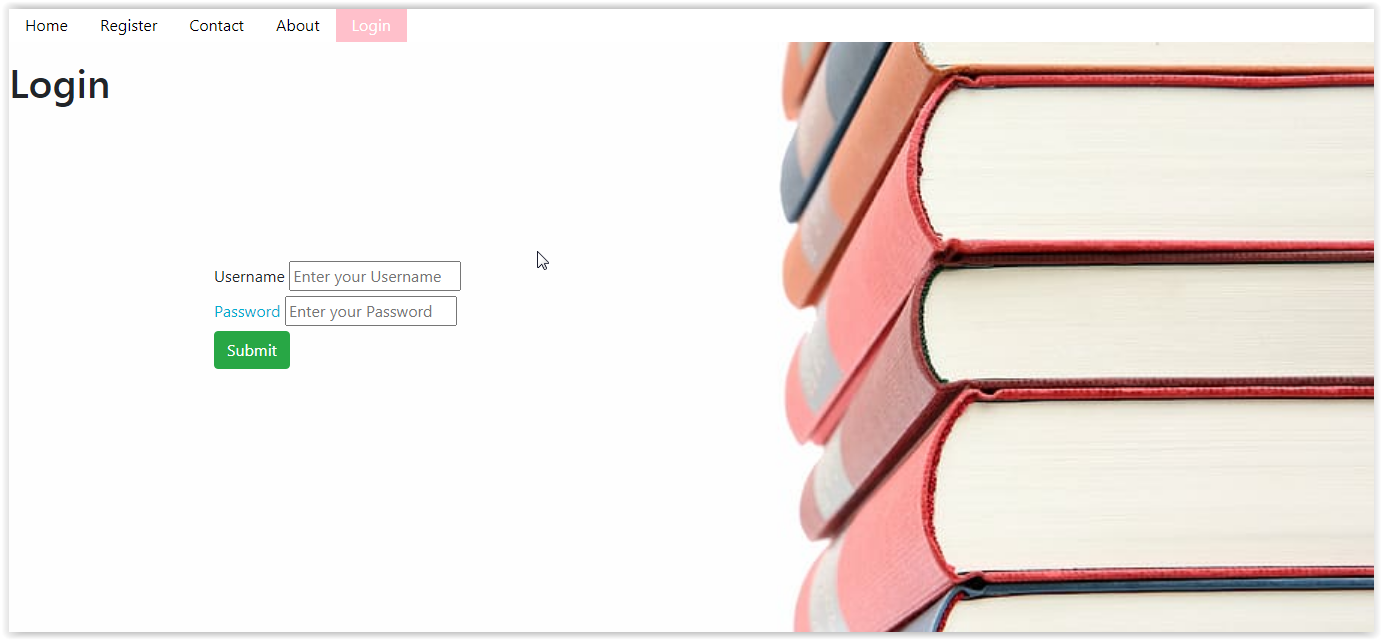 Home Register Contact About Login
Login
Username Enter your Username
Password Enter your Password
Submit